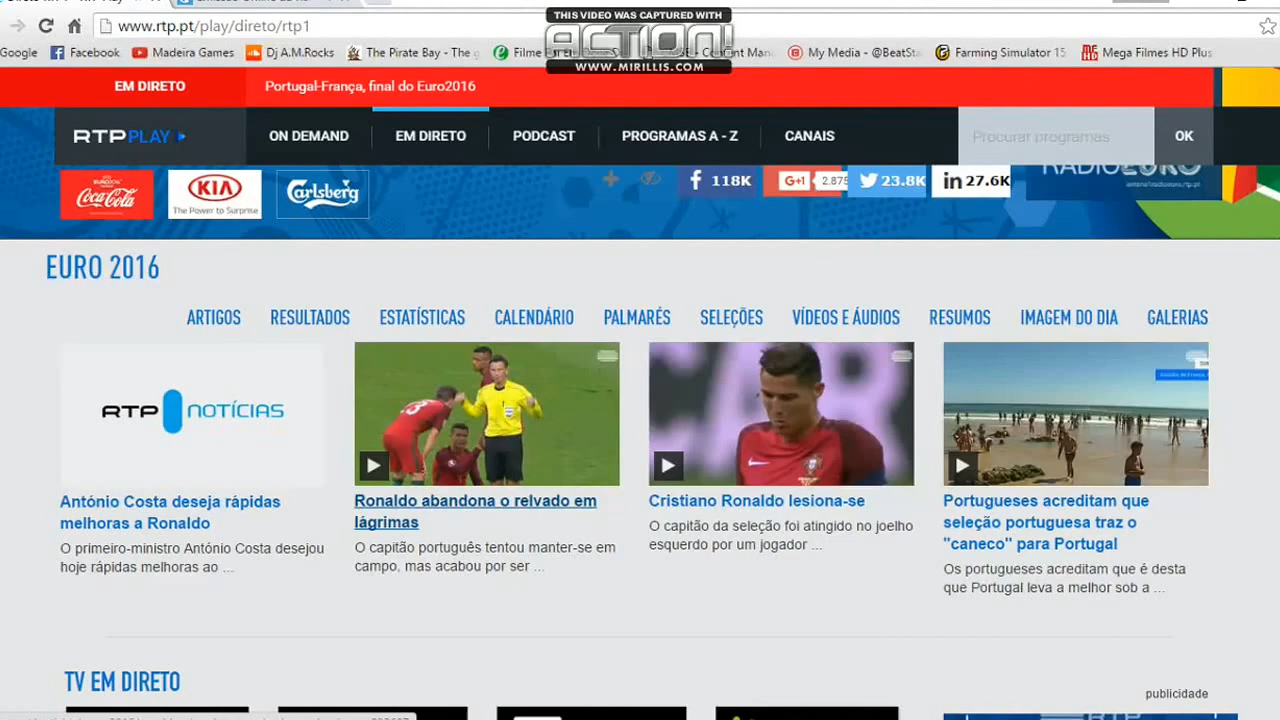 THIS VIDEO WAS CAPTURED WITH
ACTION!
WWW.MIRILLIS.COM
www.rtp.pt/play/direto/rtp1
Google
Facebook
Madeira Games
Dj A.M.Rocks
The Pirate Bay - The g
My Media - @BeatSta
Farming Simulator 15
Mega Filmes HD Plus
EM DIRETO
Portugal-França, final do Euro2016
RTP PLAY
ON DEMAND
EM DIRETO
PODCAST
PROGRAMAS A - Z
CANAIS
Procurar programas
OK
Coca-Cola
KIA
The Power to Surprise
Carlsberg
118K
G+1
2.875
23.8K
27.6K
EURO 2016
ARTIGOS
RESULTADOS
ESTATÍSTICAS
CALENDÁRIO
PALMARÉS
SELEÇÕES
VÍDEOS E ÁUDIOS
RESUMOS
IMAGEM DO DIA
GALERIAS
RTP NOTÍCIAS
António Costa deseja rápidas
melhoras a Ronaldo
O primeiro-ministro António Costa desejou
hoje rápidas melhoras ao ...
Ronaldo abandona o relvado em
lágrimas
O capitão português tentou manter-se em
campo, mas acabou por ser ...
Cristiano Ronaldo lesiona-se
O capitão da seleção foi atingido no joelho
esquerdo por um jogador ...
Portugueses acreditam que
seleção portuguesa traz o
"caneco" para Portugal
Os portugueses acreditam que é desta
que Portugal leva a melhor sob a ...
TV EM DIRETO
publicidade